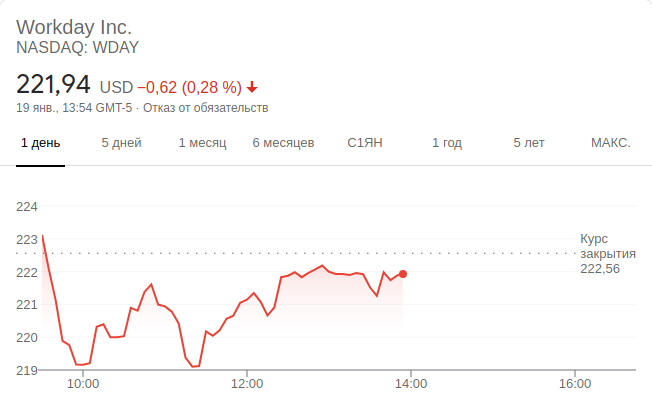 Workday Inc.
NASDAQ: WDAY
221,94 USD −0,62 (0,28 %)
19 янв., 13:54 GMT-5 · Отказ от обязательств
1 день 5 дней 1 месяц 6 месяцев С1ЯН 1 год 5 лет МАКС.
224
223
222
221
220
219
Курс
закрытия
222,56
10:00 12:00 14:00 16:00